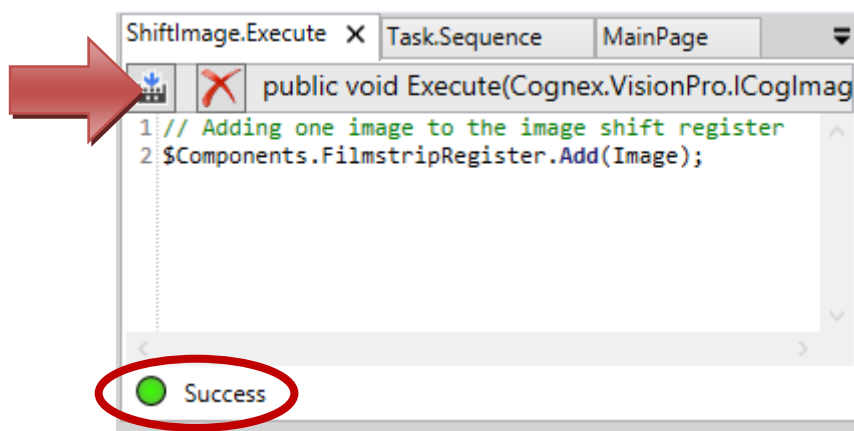 ShiftImage.Execute Task.Sequence MainPage
public void Execute(Cognex.VisionPro.ICogImag
1 // Adding one image to the image shift register
2 $Components.FilmstripRegister.Add(Image);
Success